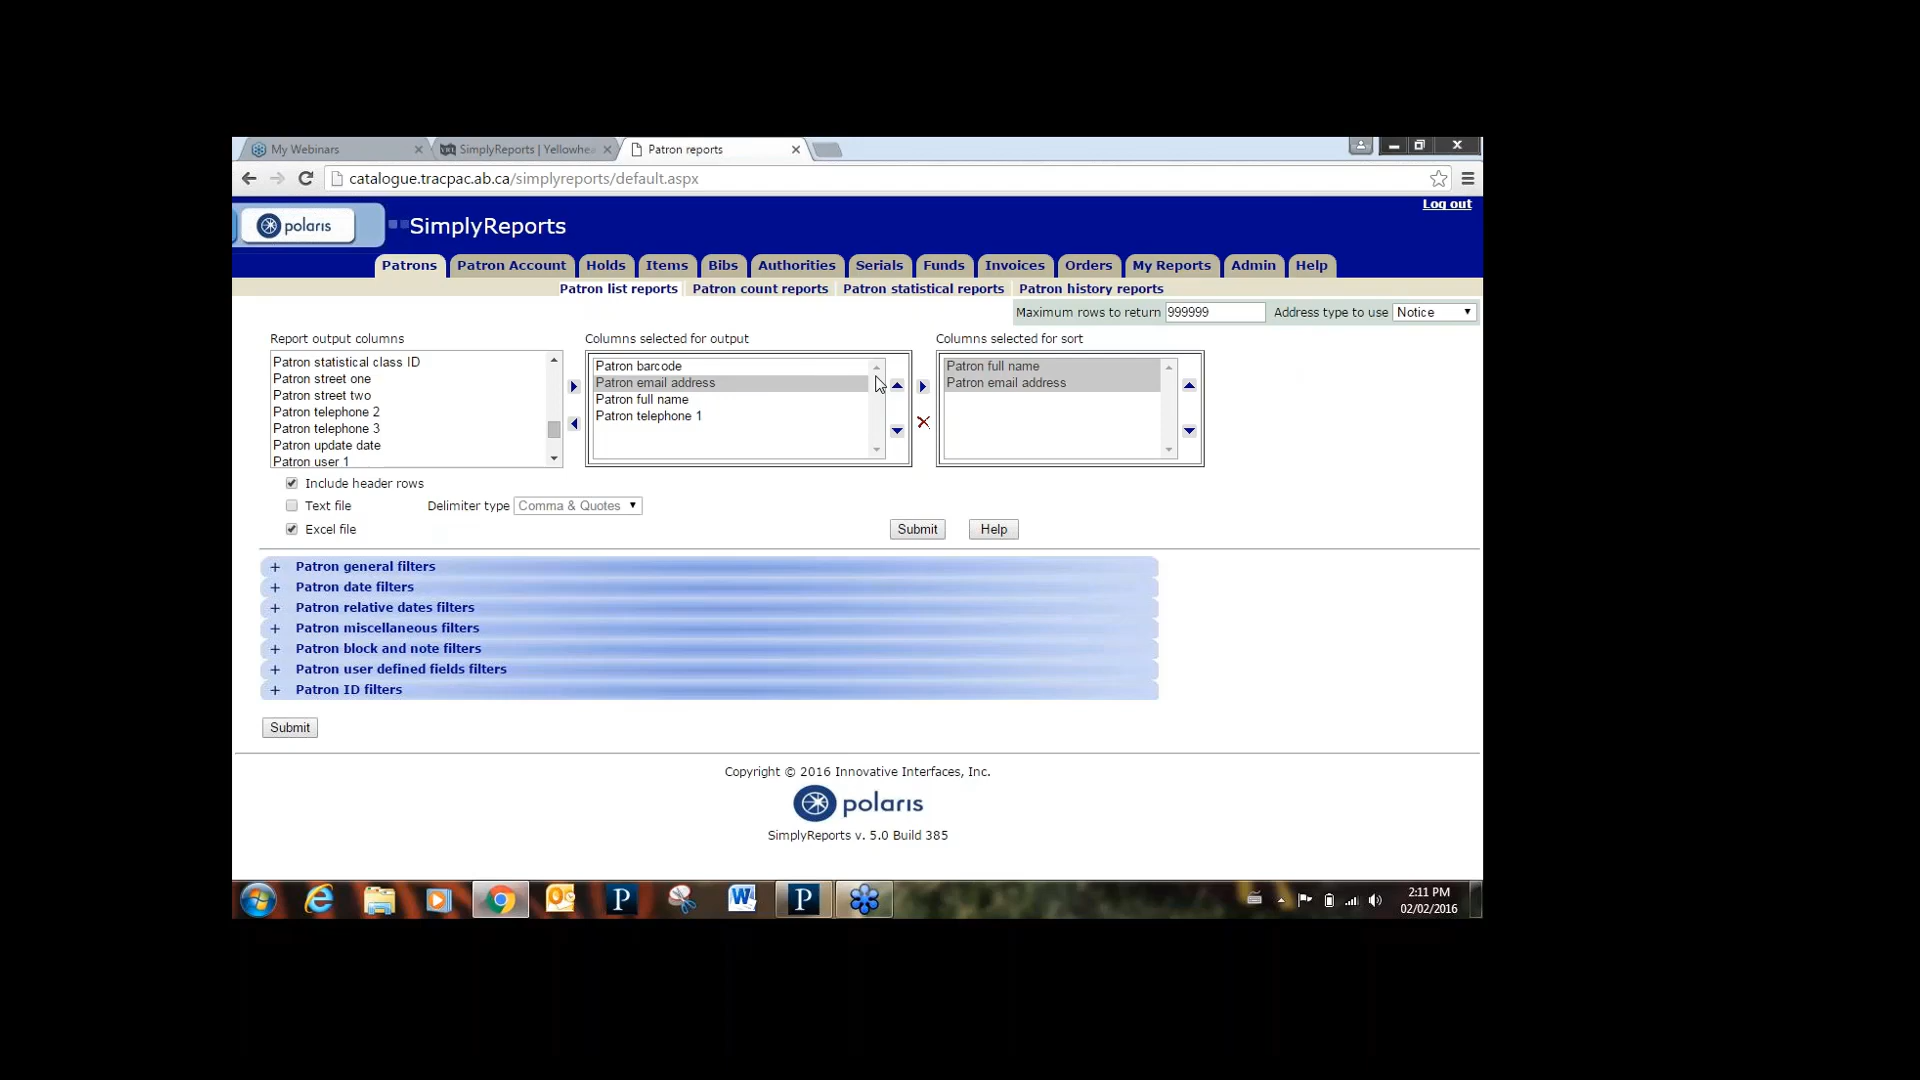 My Webinars
SimplyReports | Yellowhe
Patron reports
catalogue.tracpac.ab.ca/simplyreports/default.aspx
Log out
polaris
SimplyReports
Patrons Patron Account Holds Items Bibs Authorities Serials Funds Invoices Orders My Reports Admin Help
Patron list reports Patron count reports Patron statistical reports Patron history reports
Maximum rows to return 999999 Address type to use Notice
Report output columns
Patron statistical class ID
Patron street one
Patron street two
Patron telephone 2
Patron telephone 3
Patron update date
Patron user 1
Columns selected for output
Patron barcode
Patron email address
Patron full name
Patron telephone 1
Columns selected for sort
Patron full name
Patron email address
Include header rows
Text file Delimiter type Comma & Quotes
Excel file
Submit Help
+ Patron general filters
+ Patron date filters
+ Patron relative dates filters
+ Patron miscellaneous filters
+ Patron block and note filters
+ Patron user defined fields filters
+ Patron ID filters
Submit
Copyright © 2016 Innovative Interfaces, Inc.
polaris
SimplyReports v. 5.0 Build 385
2:11 PM
02/02/2016